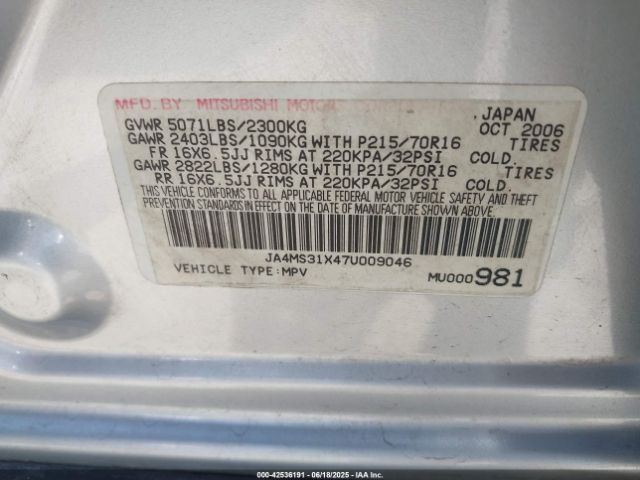 MFD. BY MITSUBISHI MOTOR JAPAN
GVWR 5071LBS/2300KG OCT 2006
GAWR 2403LBS/1090KG WITH P215/70R16 TIRES
FR 16X6.5JJ RIMS AT 220KPA/32PSI COLD.
GAWR 2822LBS/1280KG WITH P215/70R16 TIRES
RR 16X6.5JJ RIMS AT 220KPA/32PSI COLD.
THIS VEHICLE CONFORMS TO ALL APPLICABLE FEDERAL MOTOR VEHICLE SAFETY AND THEFT
PREVENTION STANDARDS IN EFFECT ON THE DATE OF MANUFACTURE SHOWN ABOVE.
JA4MS31X47U009046
VEHICLE TYPE:MPV MU000981
© COPYRIGHT 000-42536191 - 06/18/2025 - IAA, Inc.